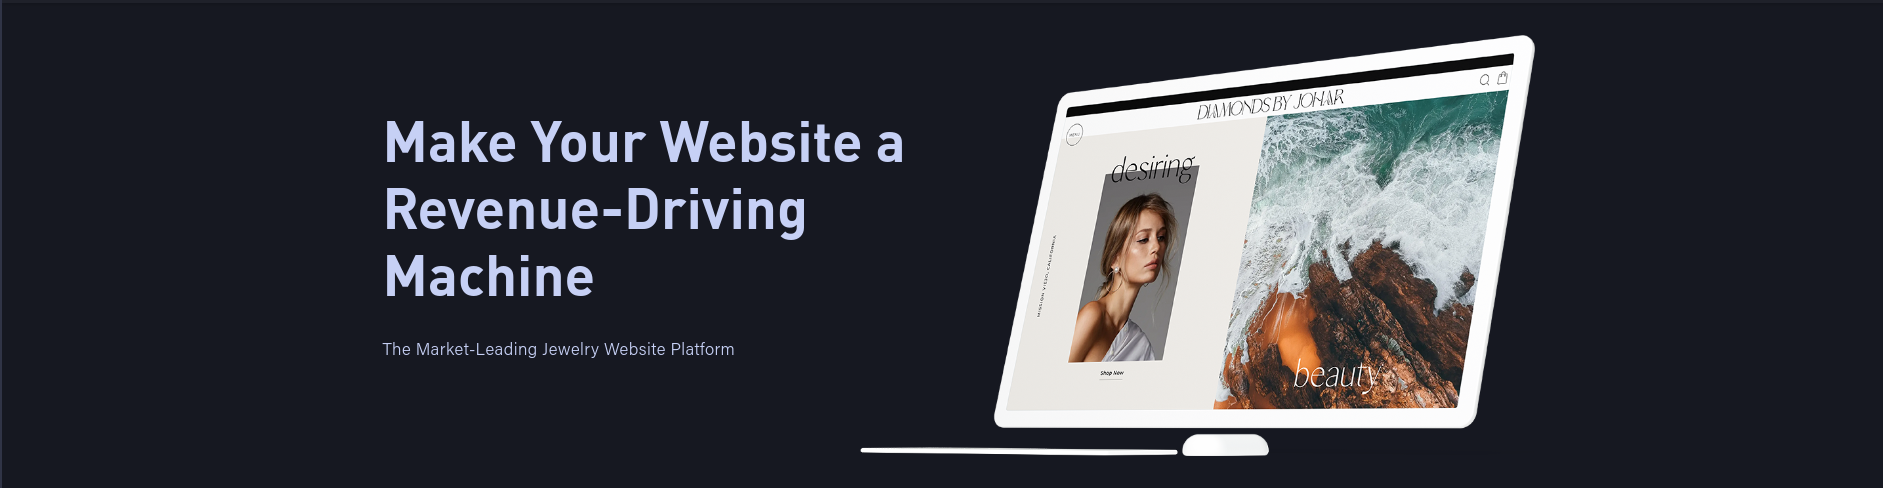 Make Your Website a
Revenue-Driving
Machine
The Market-Leading Jewelry Website Platform
DIAMONDS BY JOHAR
MENU
desiring
MISSION VIEJO, CALIFORNIA
Shop Now
beauty